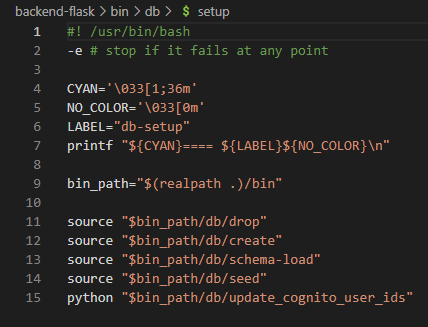 backend-flask > bin > db > $ setup
1 #! /usr/bin/bash
2 -e # stop if it fails at any point
3
4 CYAN='\033[1;36m'
5 NO_COLOR='\033[0m'
6 LABEL="db-setup"
7 printf "${CYAN}==== ${LABEL}${NO_COLOR}\n"
8
9 bin_path="$(realpath .)/bin"
10
11 source "$bin_path/db/drop"
12 source "$bin_path/db/create"
13 source "$bin_path/db/schema-load"
14 source "$bin_path/db/seed"
15 python "$bin_path/db/update_cognito_user_ids"